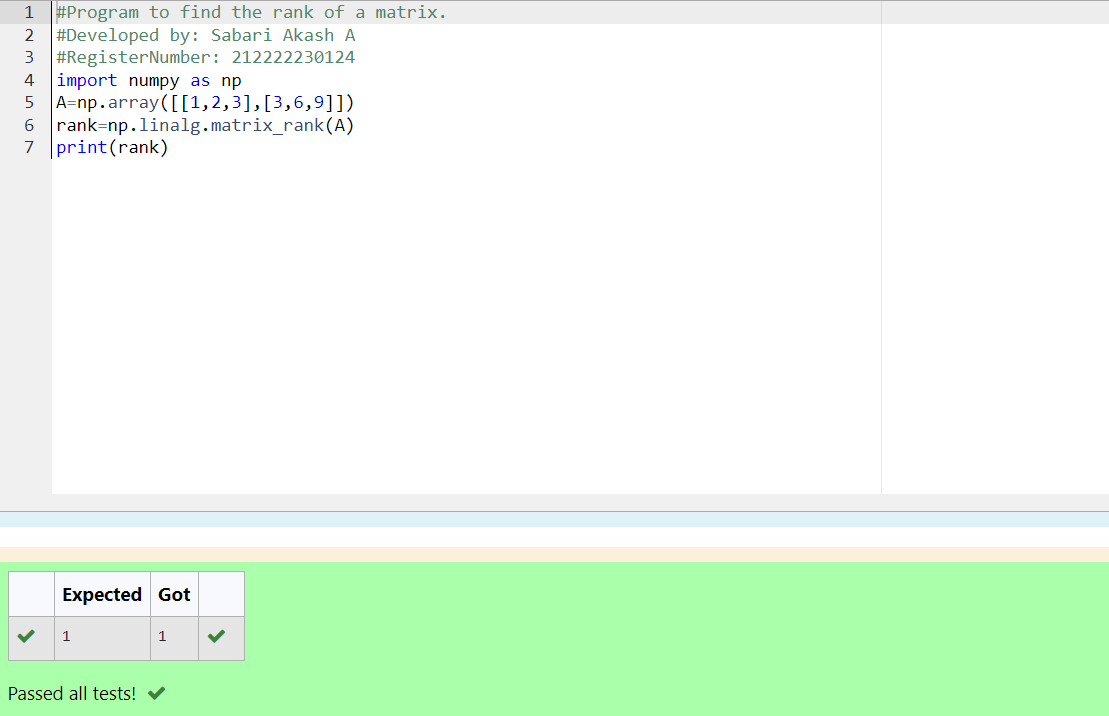 1 #Program to find the rank of a matrix.
2 #Developed by: Sabari Akash A
3 #RegisterNumber: 212222230124
4 import numpy as np
5 A=np.array([[1,2,3],[3,6,9]])
6 rank=np.linalg.matrix_rank(A)
7 print(rank)
Expected Got
1 1
Passed all tests!